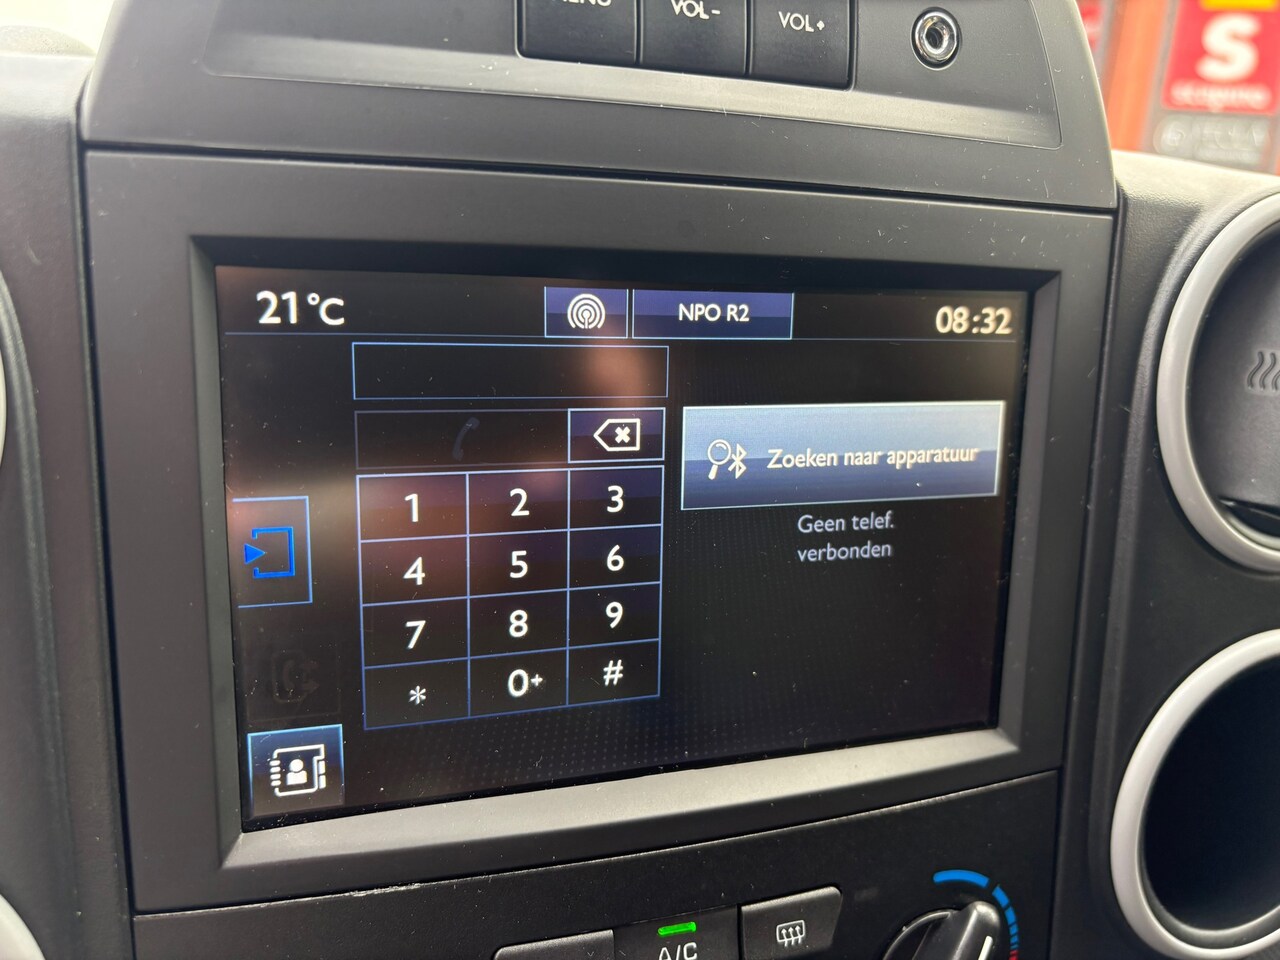 MENU
VOL-
VOL+
S
21°C
NPO R2
08:32
Zoeken naar apparatuur
Geen telef.
verbonden
1 2 3
4 5 6
7 8 9
* 0+ #
A/C